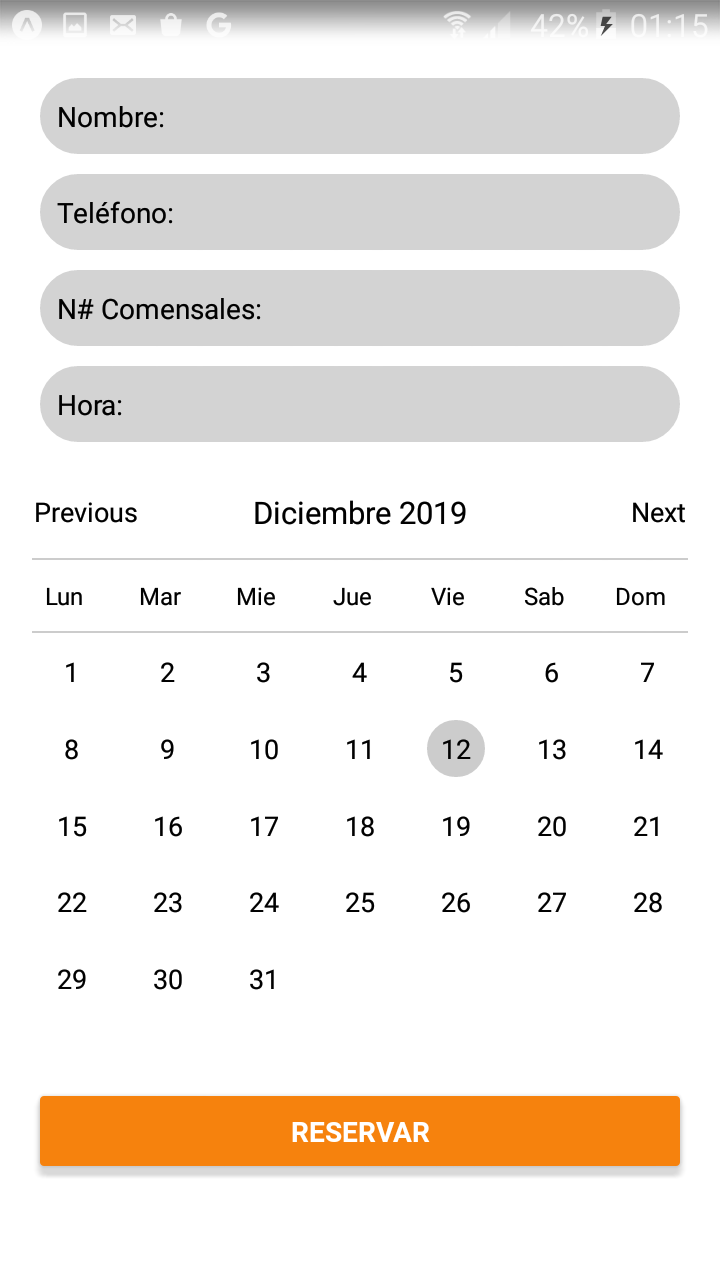 42% 01:15
Nombre:
Teléfono:
N# Comensales:
Hora:
Previous Diciembre 2019 Next
Lun Mar Mie Jue Vie Sab Dom
1 2 3 4 5 6 7
8 9 10 11 12 13 14
15 16 17 18 19 20 21
22 23 24 25 26 27 28
29 30 31
RESERVAR